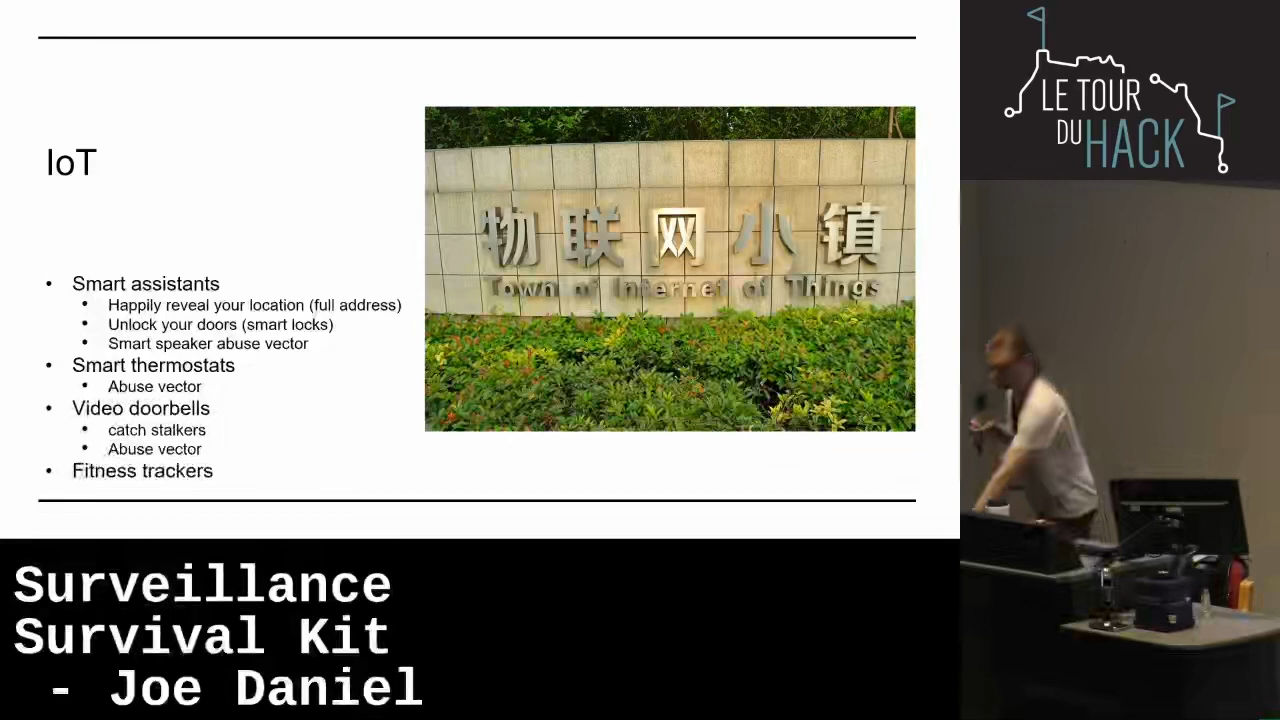 IoT
• Smart assistants
• Happily reveal your location (full address)
• Unlock your doors (smart locks)
• Smart speaker abuse vector
• Smart thermostats
• Abuse vector
• Video doorbells
• catch stalkers
• Abuse vector
• Fitness trackers
物联网小镇
Town of Internet of Things
LE TOUR
DU HACK
Surveillance
Survival Kit
- Joe Daniel